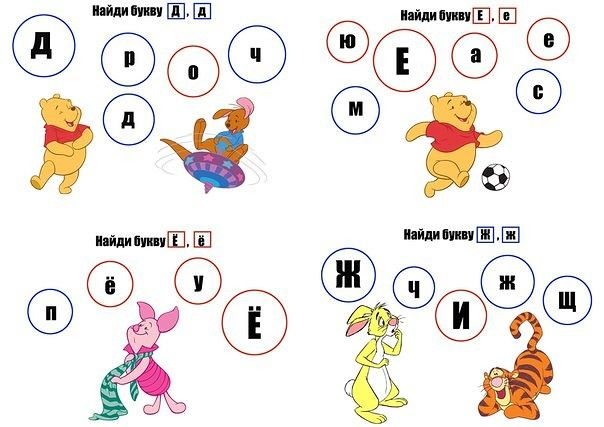 Найди букву Д , д
Д р о ч
д
Найди букву Е , е
ю Е а е
м с
Найди букву Ё , ё
п ё у Ё
Найди букву Ж , ж
Ж ч И ж щ